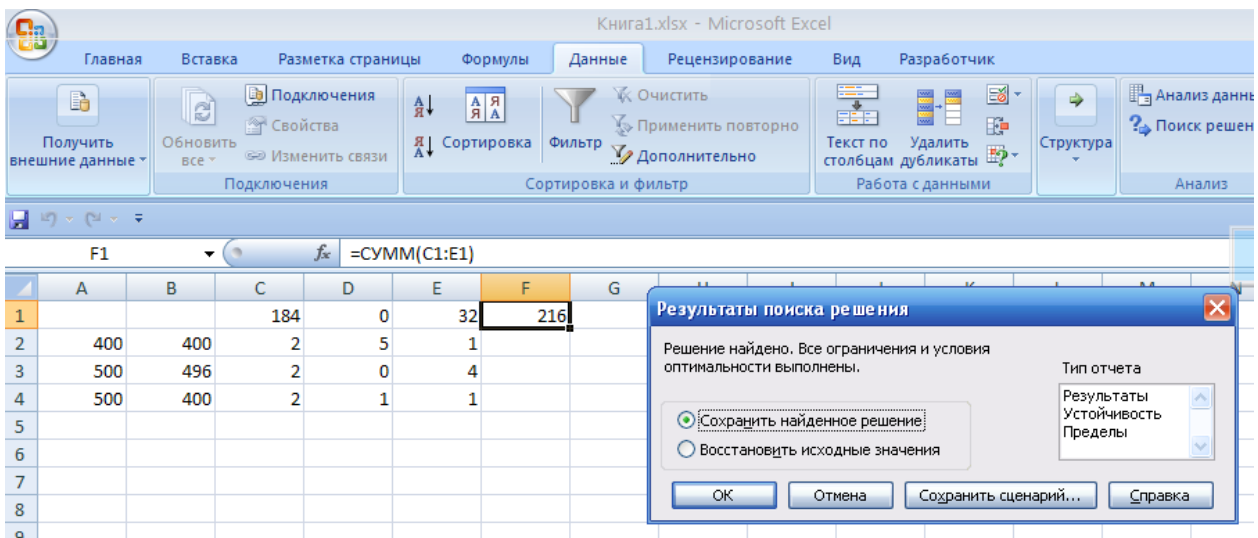 Книга1.xlsx - Microsoft Excel
Главная Вставка Разметка страницы Формулы Данные Рецензирование Вид Разработчик
Получить
внешние данные
Обновить
все
Подключения
Свойства
Изменить связи
Подключения
Сортировка
Фильтр
Очистить
Применить повторно
Дополнительно
Сортировка и фильтр
Текст по
столбцам
Удалить
дубликаты
Работа с данными
Структура
Анализ данны
Поиск решен
Анализ
F1 fx =СУММ(C1:E1)
A B C D E F G
1 184 0 32 216
2 400 400 2 5 1
3 500 496 2 0 4
4 500 400 2 1 1
5
6
7
8
Результаты поиска решения
Решение найдено. Все ограничения и условия
оптимальности выполнены.
Тип отчета
Результаты
Устойчивость
Пределы
Сохранить найденное решение
Восстановить исходные значения
ОК Отмена Сохранить сценарий... Справка